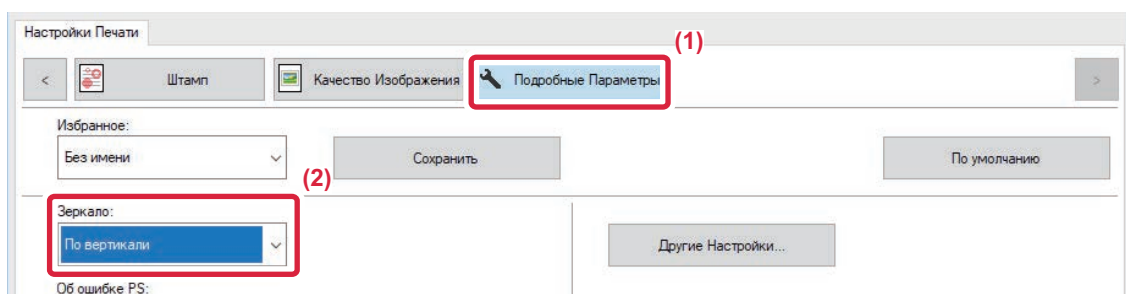 Настройки Печати
(1)
< Штамп Качество Изображения Подробные Параметры >
Избранное:
Без имени Сохранить По умолчанию
(2)
Зеркало:
По вертикали Другие Настройки...
Об ошибке PS: